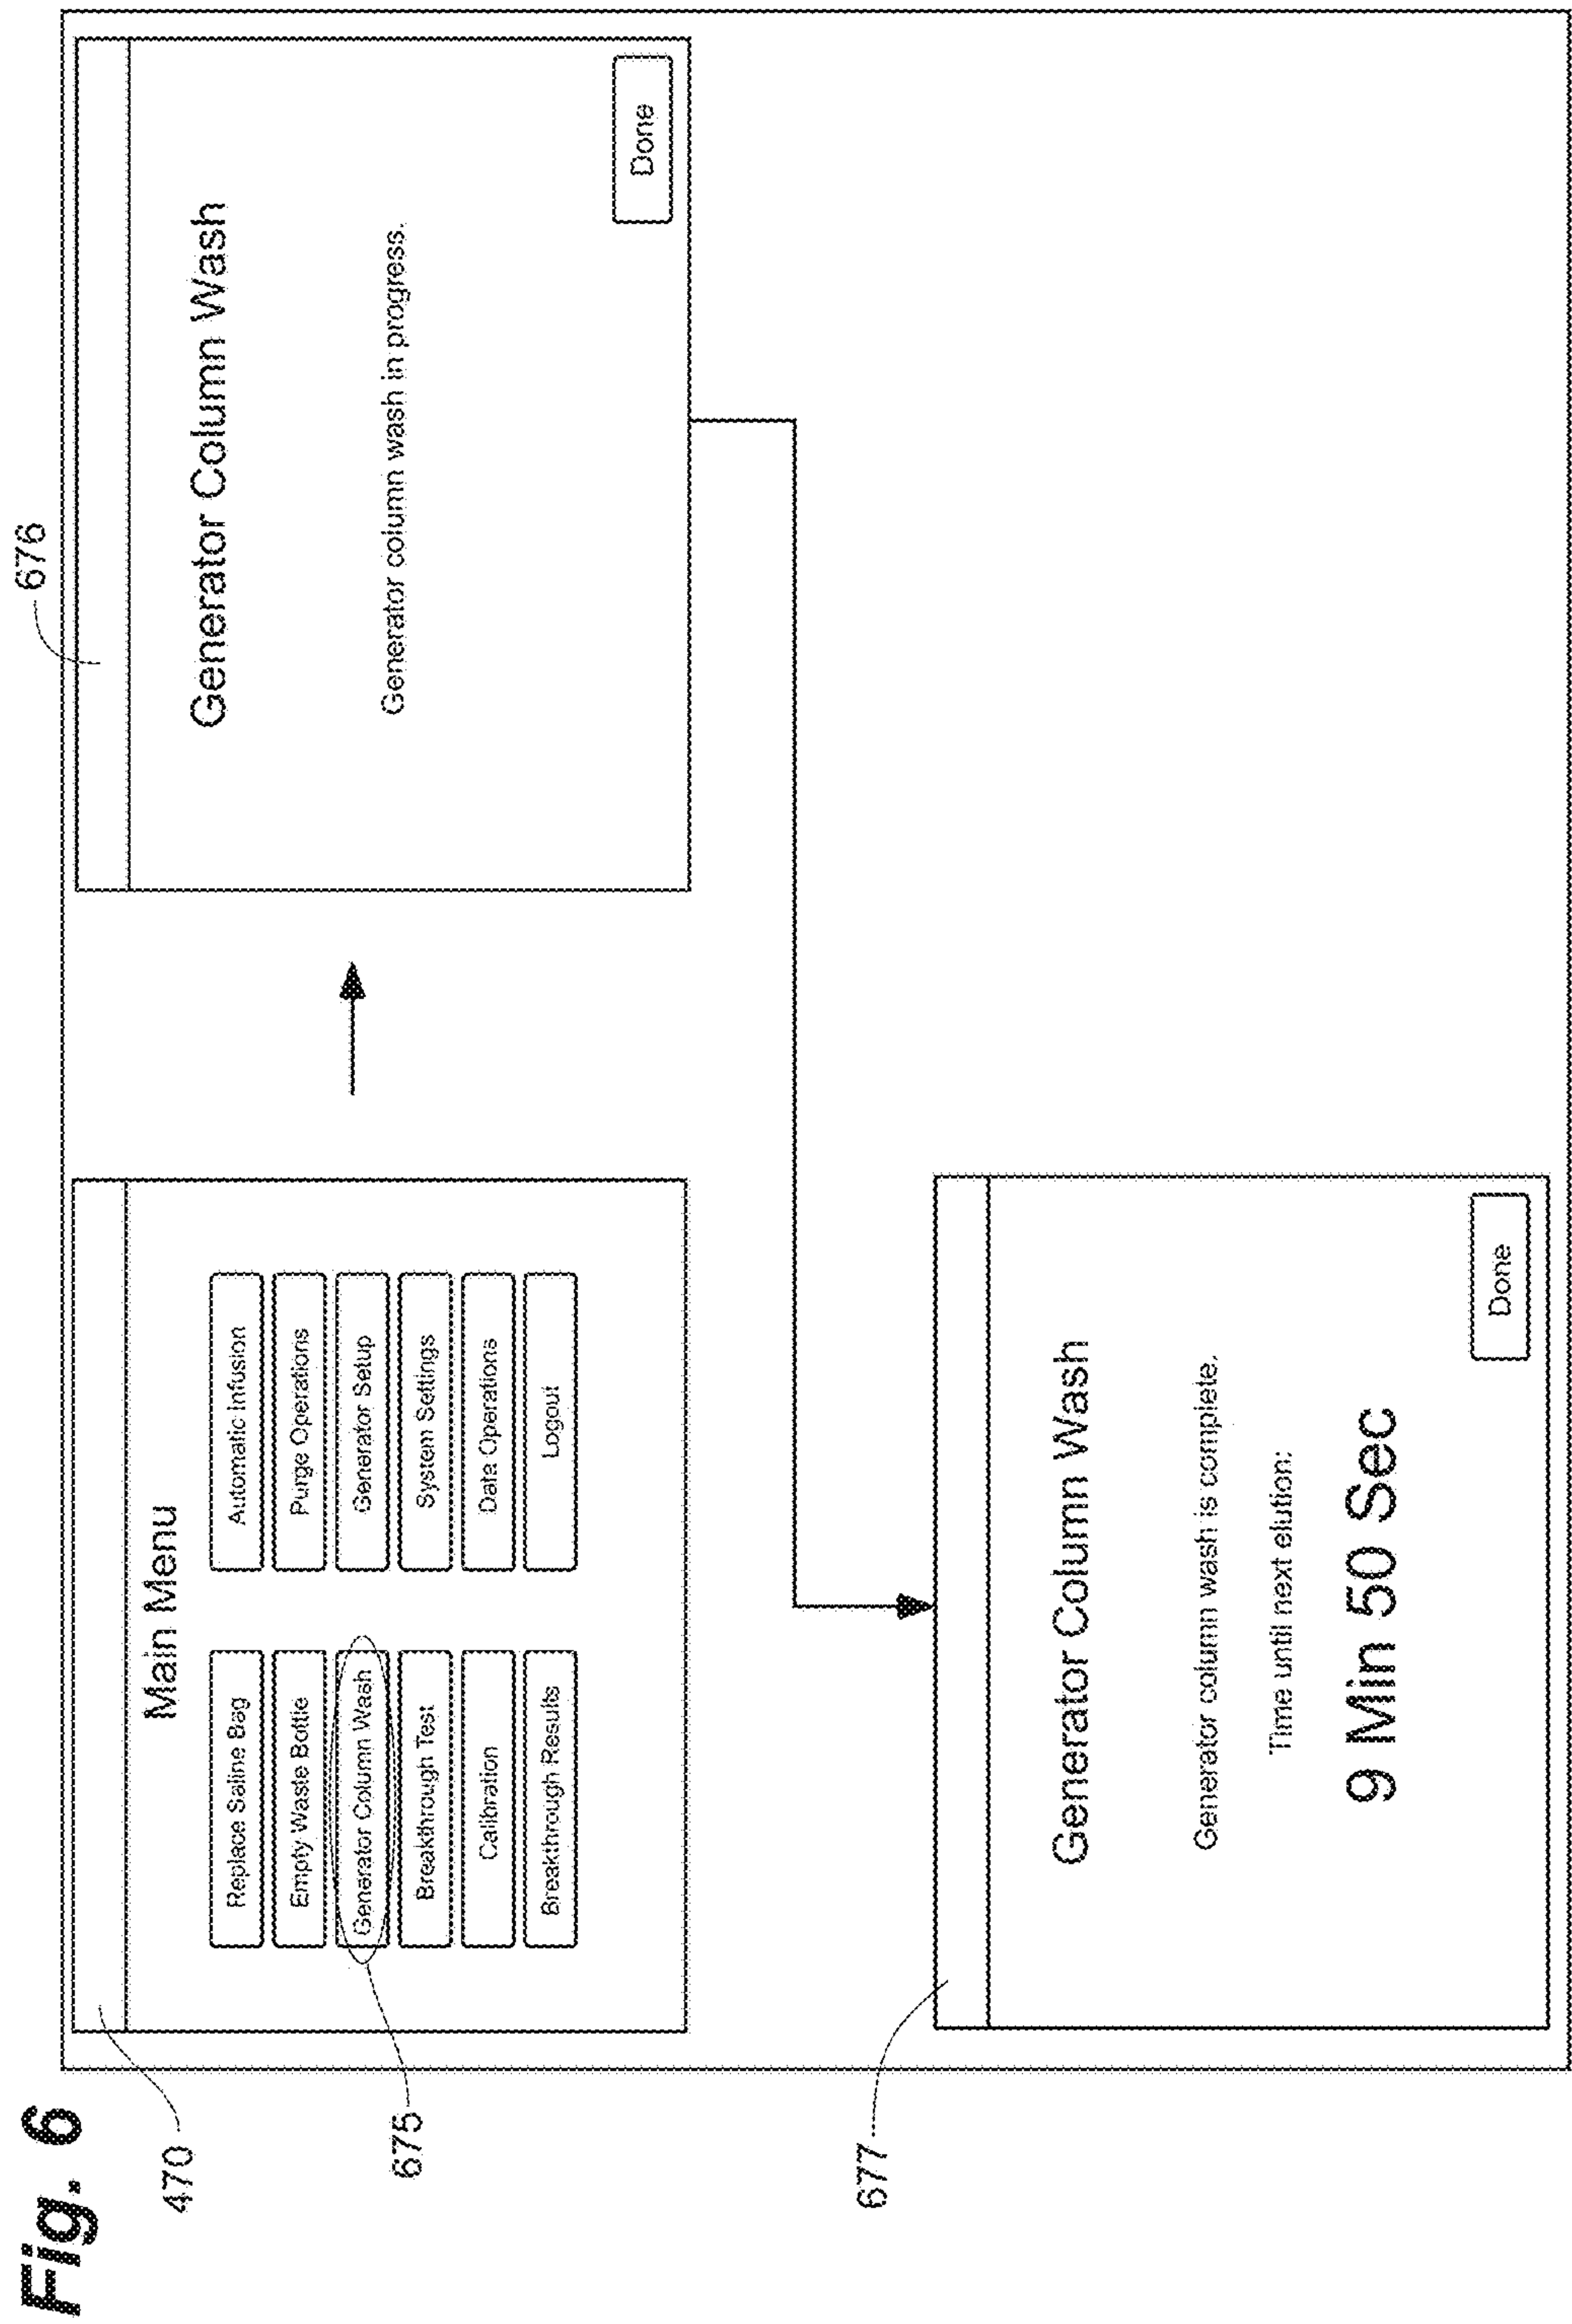 Fig. 6
470
675
676
677
Main Menu
Replace Saline Bag
Automatic Infusion
Empty Waste Bottle
Purge Operations
Generator Column Wash
Generator Setup
Breakthrough Test
System Settings
Calibration
Data Operations
Breakthrough Results
Logout
Generator Column Wash
Generator column wash in progress.
Done
Generator Column Wash
Generator column wash is complete.
Time until next elution:
9 Min 50 Sec
Done